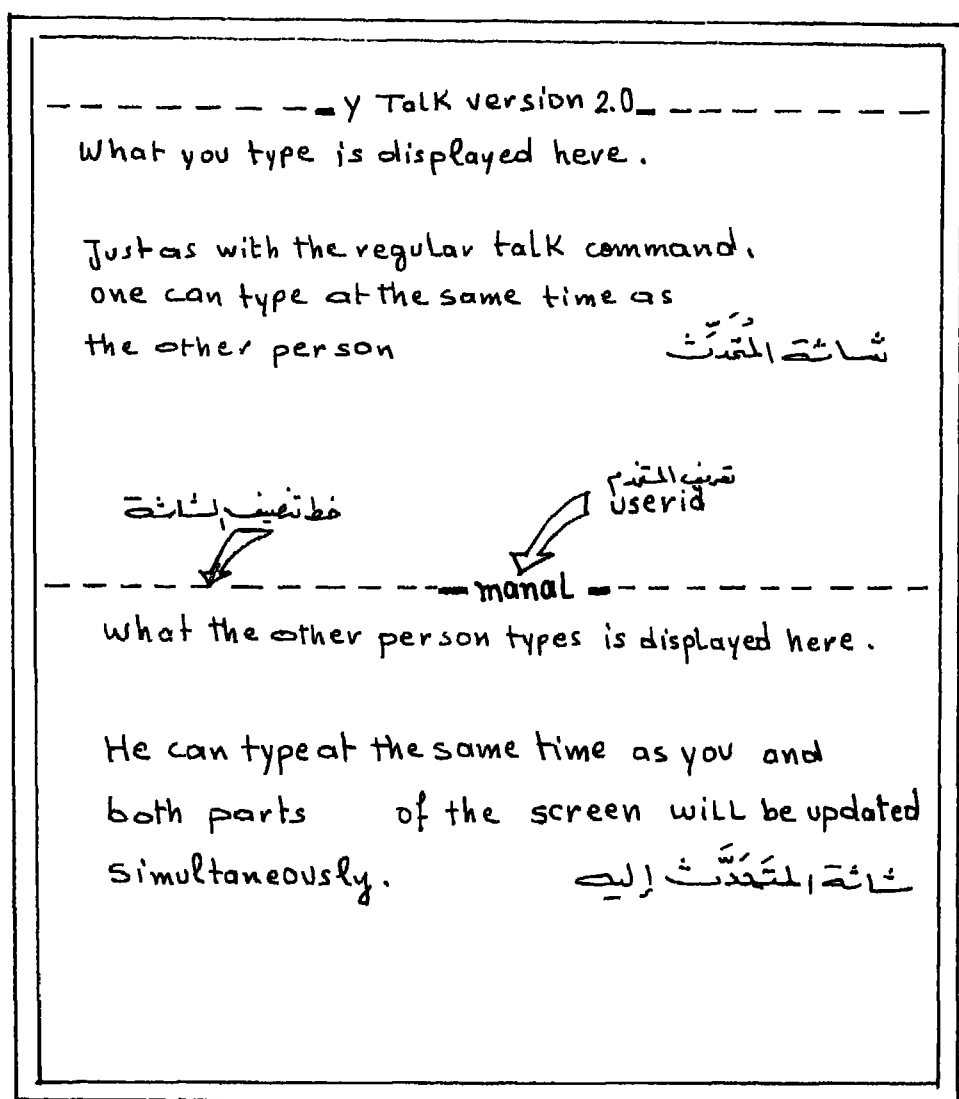 -------- Y Talk version 2.0 --------
What you type is displayed here.
Just as with the regular talk command.
one can type at the same time as
the other person
شاشة المُتَحَدِّث
تعريف المستخدم
userid
خط تنصيف الشاشة
-------- manal --------
what the other person types is displayed here.
He can type at the same time as you and
both parts of the screen will be updated
simultaneously.
شاشة المتَحَدَّث إليه